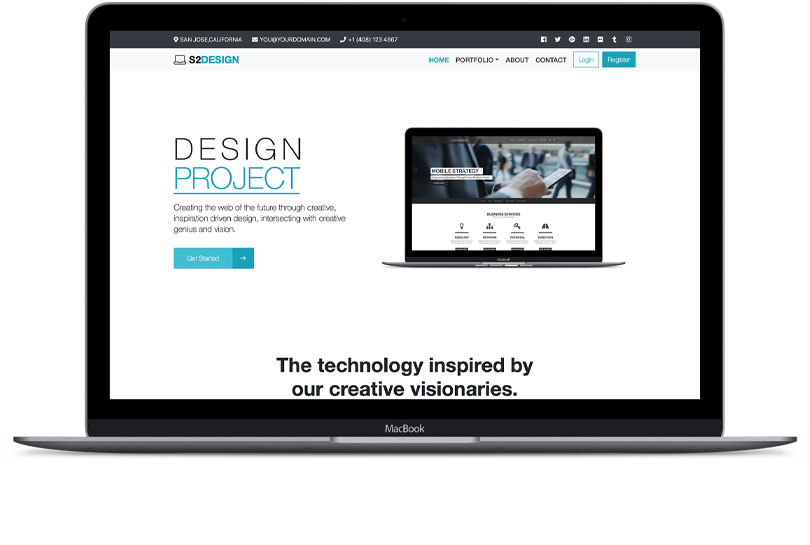 SAN JOSE,CALIFORNIA YOU@YOURDOMAIN.COM +1 (408) 123 4567
S2DESIGN HOME PORTFOLIO ABOUT CONTACT Login Register
DESIGN
PROJECT
Creating the web of the future through creative,
inspiration driven design, intersecting with creative
genius and vision.
Get Started
MOBILE STRATEGY
BUSINESS SERVICES
MacBook
The technology inspired by
our creative visionaries.
MacBook